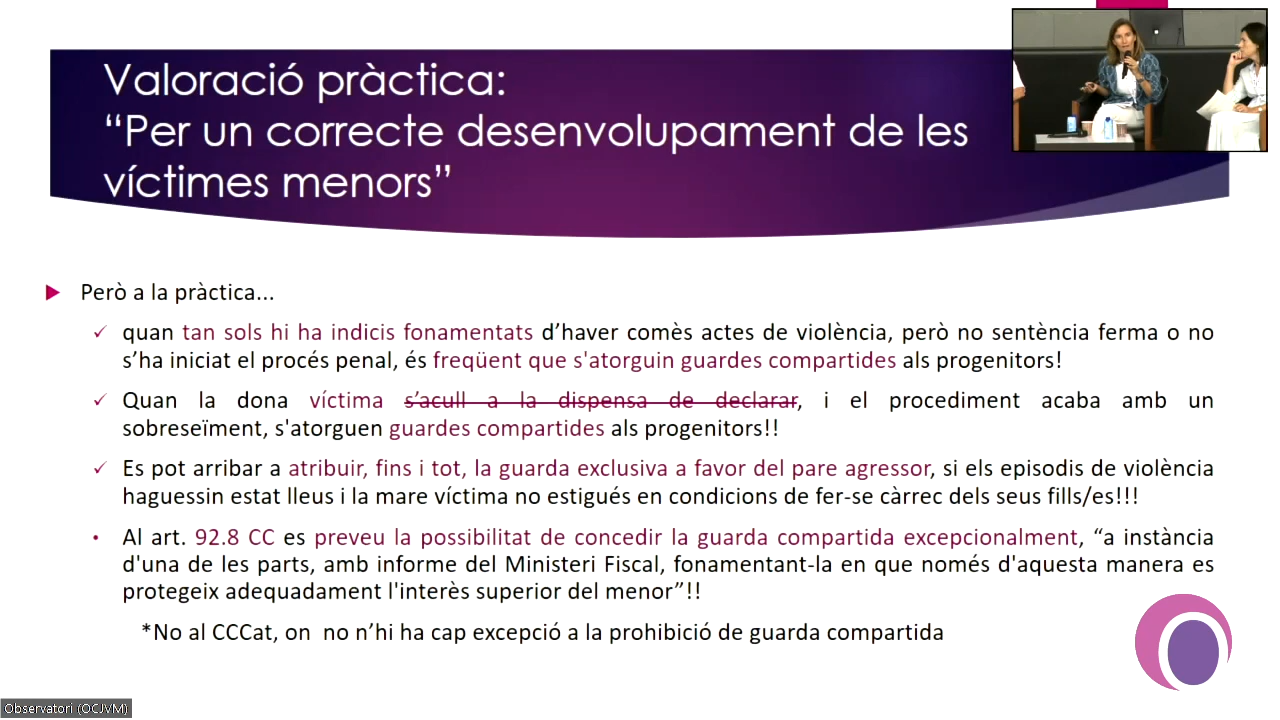 Valoració pràctica:
“Per un correcte desenvolupament de les
víctimes menors”
Però a la pràctica...
quan tan sols hi ha indicis fonamentats d’haver comès actes de violència, però no sentència ferma o no
s’ha iniciat el procés penal, és freqüent que s'atorguin guardes compartides als progenitors!
Quan la dona víctima s’acull a la dispensa de declarar, i el procediment acaba amb un
sobreseïment, s'atorguen guardes compartides als progenitors!!
Es pot arribar a atribuir, fins i tot, la guarda exclusiva a favor del pare agressor, si els episodis de violència
haguessin estat lleus i la mare víctima no estigués en condicions de fer-se càrrec dels seus fills/es!!!
Al art. 92.8 CC es preveu la possibilitat de concedir la guarda compartida excepcionalment, “a instància
d'una de les parts, amb informe del Ministeri Fiscal, fonamentant-la en que només d'aquesta manera es
protegeix adequadament l'interès superior del menor”!!
*No al CCCat, on no n’hi ha cap excepció a la prohibició de guarda compartida
Observatori (OCJVM)